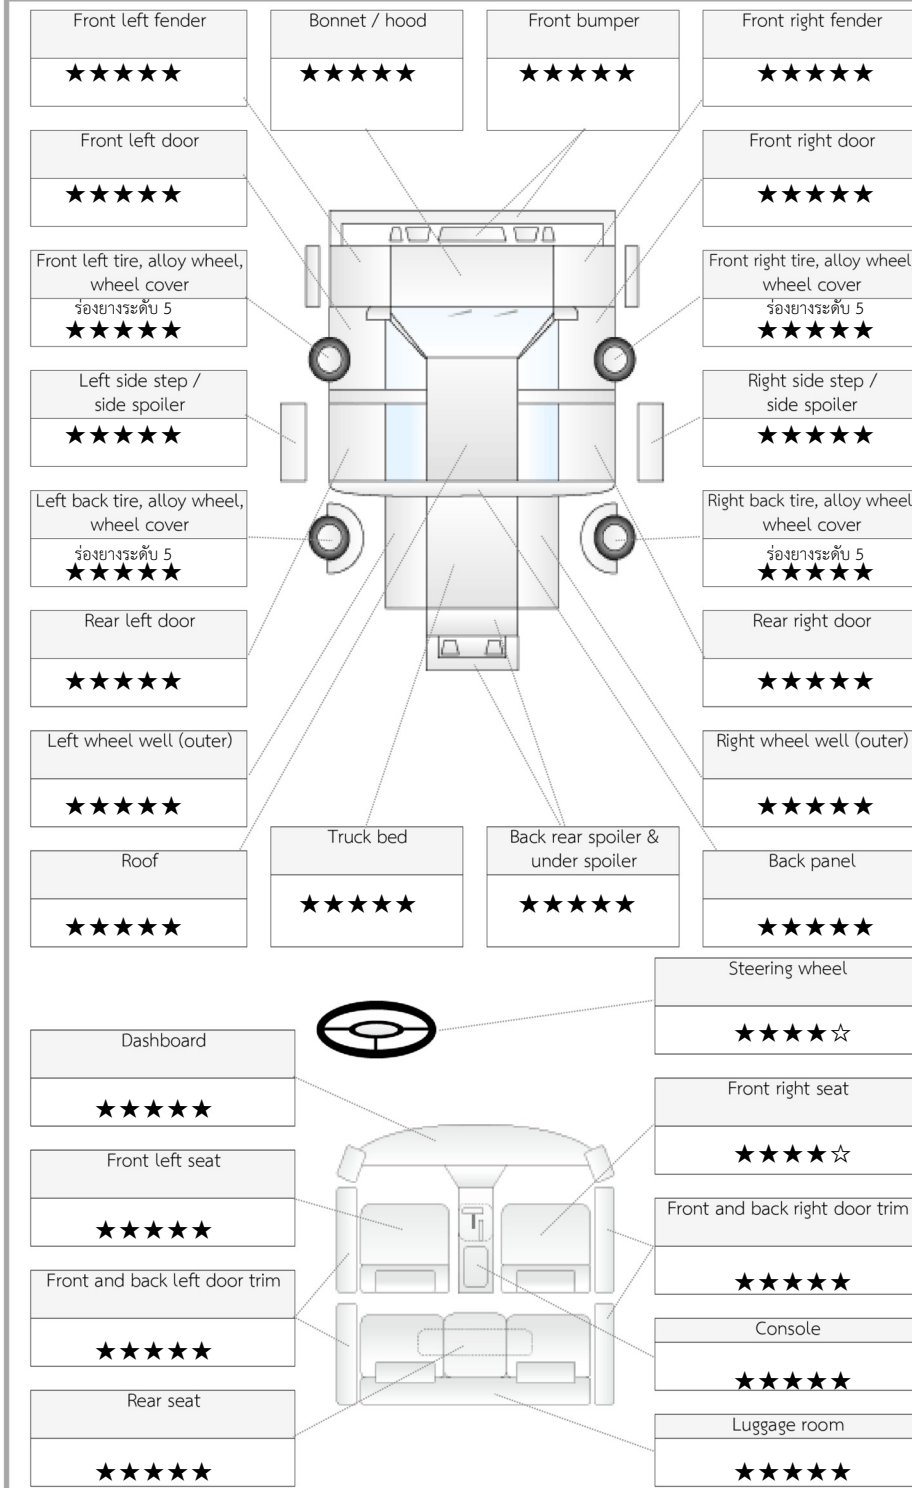 Front left fender
★★★★★
Bonnet / hood
★★★★★
Front bumper
★★★★★
Front right fender
★★★★★
Front left door
★★★★★
Front right door
★★★★★
Front left tire, alloy wheel,
wheel cover
ร่องยางระดับ 5
★★★★★
Front right tire, alloy wheel
wheel cover
ร่องยางระดับ 5
★★★★★
Left side step /
side spoiler
★★★★★
Right side step /
side spoiler
★★★★★
Left back tire, alloy wheel,
wheel cover
ร่องยางระดับ 5
★★★★★
Right back tire, alloy wheel
wheel cover
ร่องยางระดับ 5
★★★★★
Rear left door
★★★★★
Rear right door
★★★★★
Left wheel well (outer)
★★★★★
Right wheel well (outer)
★★★★★
Roof
★★★★★
Truck bed
★★★★★
Back rear spoiler &
under spoiler
★★★★★
Back panel
★★★★★
Steering wheel
★★★★☆
Dashboard
★★★★★
Front right seat
★★★★☆
Front left seat
★★★★★
Front and back right door trim
★★★★★
Front and back left door trim
★★★★★
Console
★★★★★
Rear seat
★★★★★
Luggage room
★★★★★